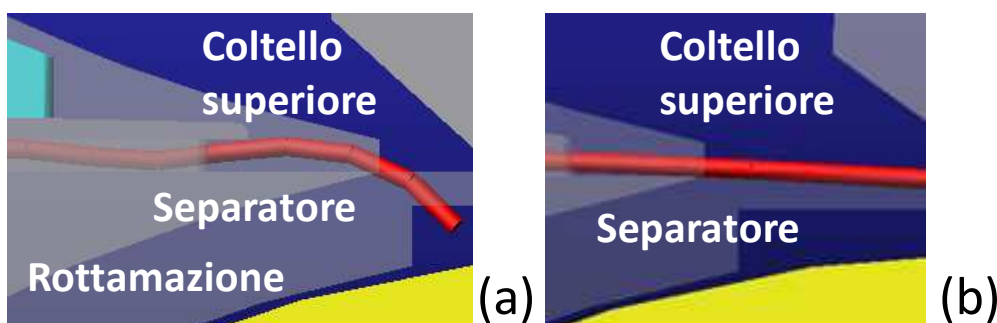 Coltello
superiore
Separatore
Rottamazione
(a)
Coltello
superiore
Separatore
(b)